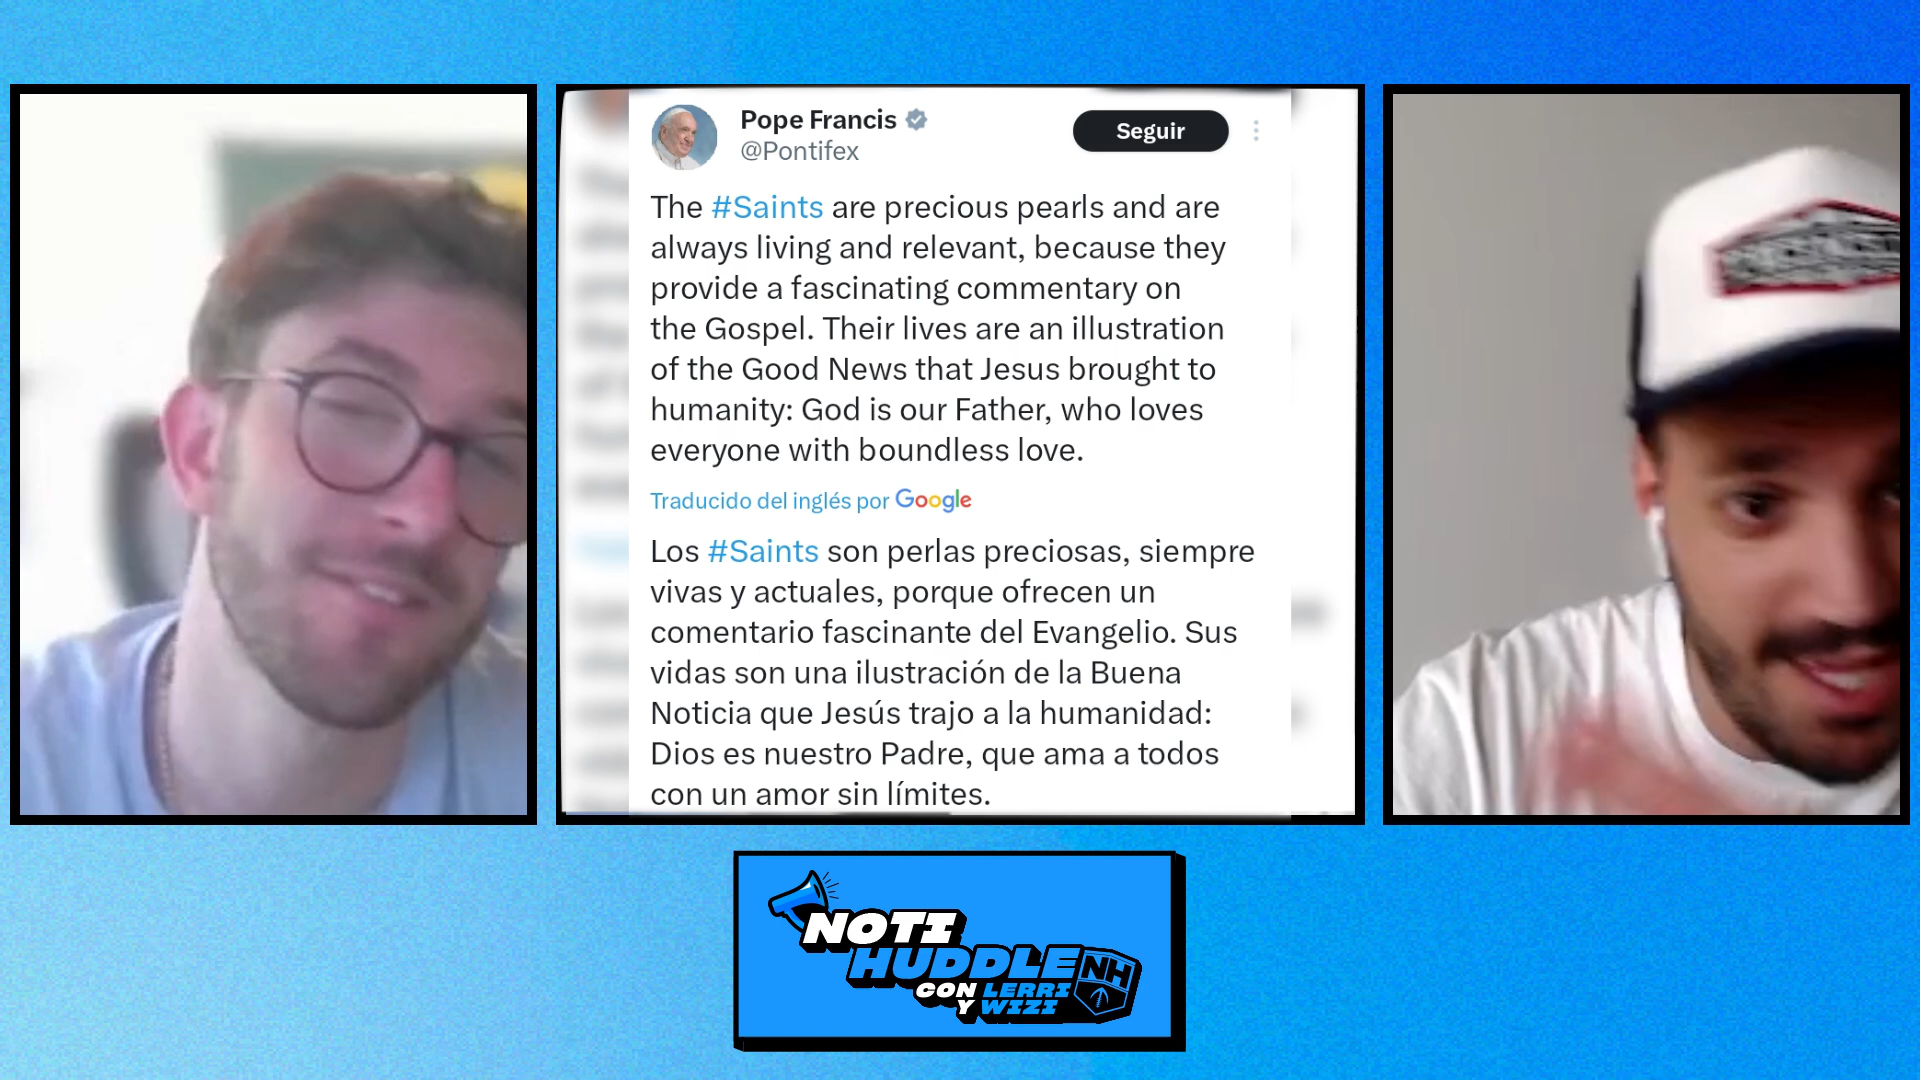 Pope Francis
@Pontifex
Seguir
The #Saints are precious pearls and are
always living and relevant, because they
provide a fascinating commentary on
the Gospel. Their lives are an illustration
of the Good News that Jesus brought to
humanity: God is our Father, who loves
everyone with boundless love.
Traducido del inglés por Google
Los #Saints son perlas preciosas, siempre
vivas y actuales, porque ofrecen un
comentario fascinante del Evangelio. Sus
vidas son una ilustración de la Buena
Noticia que Jesús trajo a la humanidad:
Dios es nuestro Padre, que ama a todos
con un amor sin límites.
NOTI
HUDDLE
NH
CON LERRI
Y WIZI